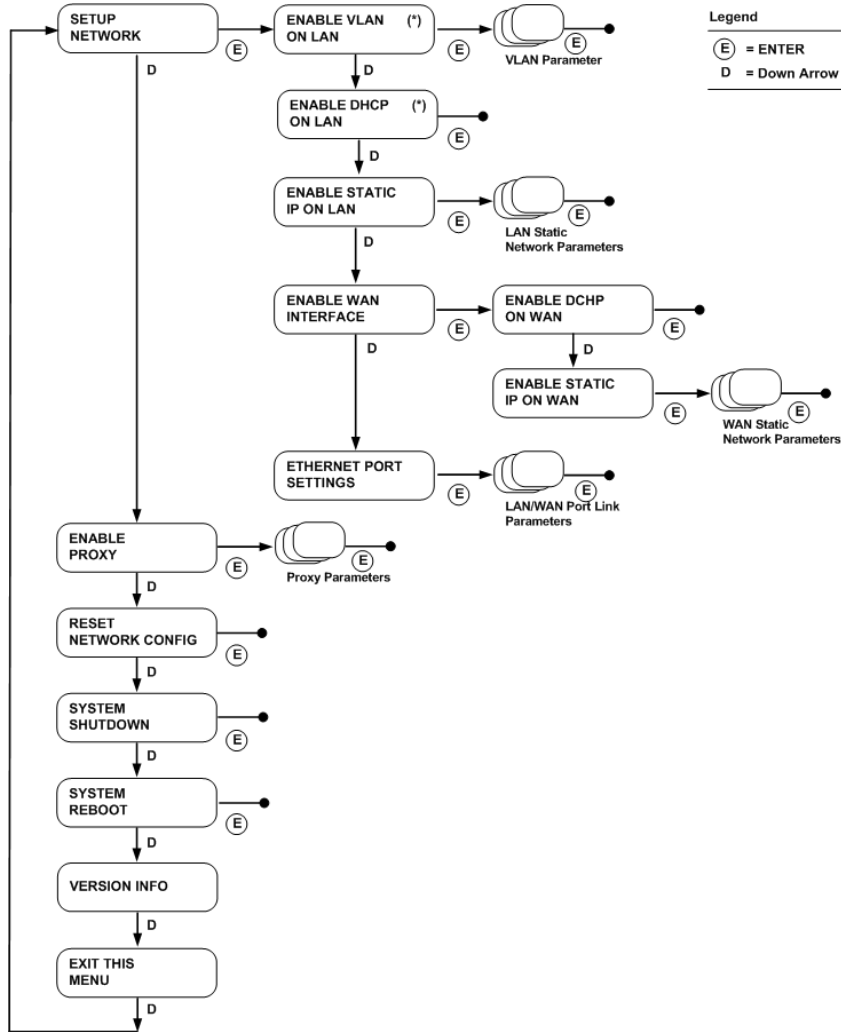 SETUP
NETWORK
E
ENABLE VLAN (*)
ON LAN
E
E
VLAN Parameter
Legend
E = ENTER
D = Down Arrow
D
D
ENABLE DHCP (*)
ON LAN
E
D
ENABLE STATIC
IP ON LAN
E
E
LAN Static
Network Parameters
D
ENABLE WAN
INTERFACE
E
ENABLE DCHP
ON WAN
E
D
D
ENABLE STATIC
IP ON WAN
E
E
WAN Static
Network Parameters
ETHERNET PORT
SETTINGS
E
E
LAN/WAN Port Link
Parameters
ENABLE
PROXY
E
E
Proxy Parameters
D
RESET
NETWORK CONFIG
E
D
SYSTEM
SHUTDOWN
E
D
SYSTEM
REBOOT
E
D
VERSION INFO
D
EXIT THIS
MENU
D